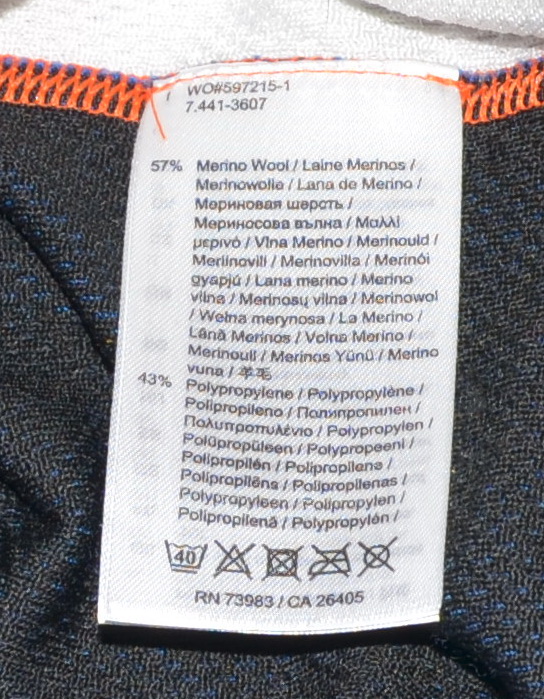 WO#597215-1
7.441-3607
57% Merino Wool / Laine Merinos /
Merinowolle / Lana de Merino /
Мериновая шерсть /
Мериносова вълна / Μαλλί
μερινό / Vlna Merino / Merinould /
Meriinovill / Merinovilla / Merinói
gyapjú / Lana merino / Merino
vilna / Merinosų vilna / Merinowol
/ Wełna merynosa / La Merino /
Lână Merinos / Volna Merino /
Merinoull / Merinos Yünü / Merino
vuna / 羊毛
43% Polypropylene / Polypropylène /
Polipropileno / Полипропилен /
Πολυπροπυλένιο / Polypropylen /
Polüpropüleen / Polypropeeni /
Polipropilén / Polipropilene /
Polipropilēns / Polipropilenas /
Polypropyleen / Polipropylen /
Polipropilenă / Polypropylén /
40
RN 73983 / CA 26405